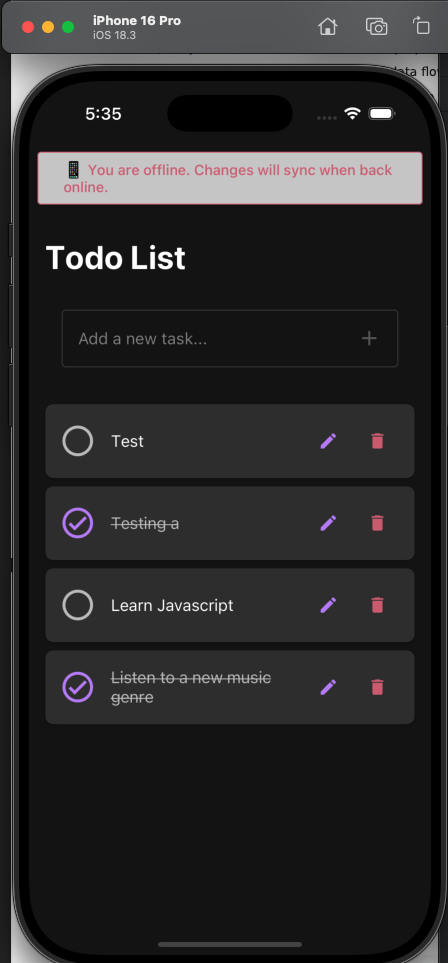 iPhone 16 Pro
iOS 18.3
data flo
5:35
You are offline. Changes will sync when back
online.
Todo List
Add a new task...
Test
Testing a
Learn Javascript
Listen to a new music
genre